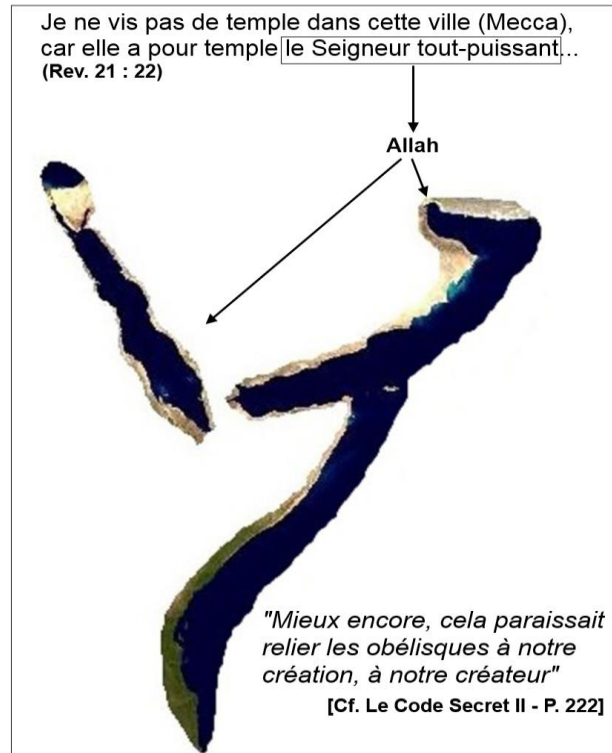 Je ne vis pas de temple dans cette ville (Mecca),
car elle a pour temple le Seigneur tout-puissant...
(Rev. 21 : 22)
Allah
"Mieux encore, cela paraissait
relier les obélisques à notre
création, à notre créateur"
[Cf. Le Code Secret II - P. 222]